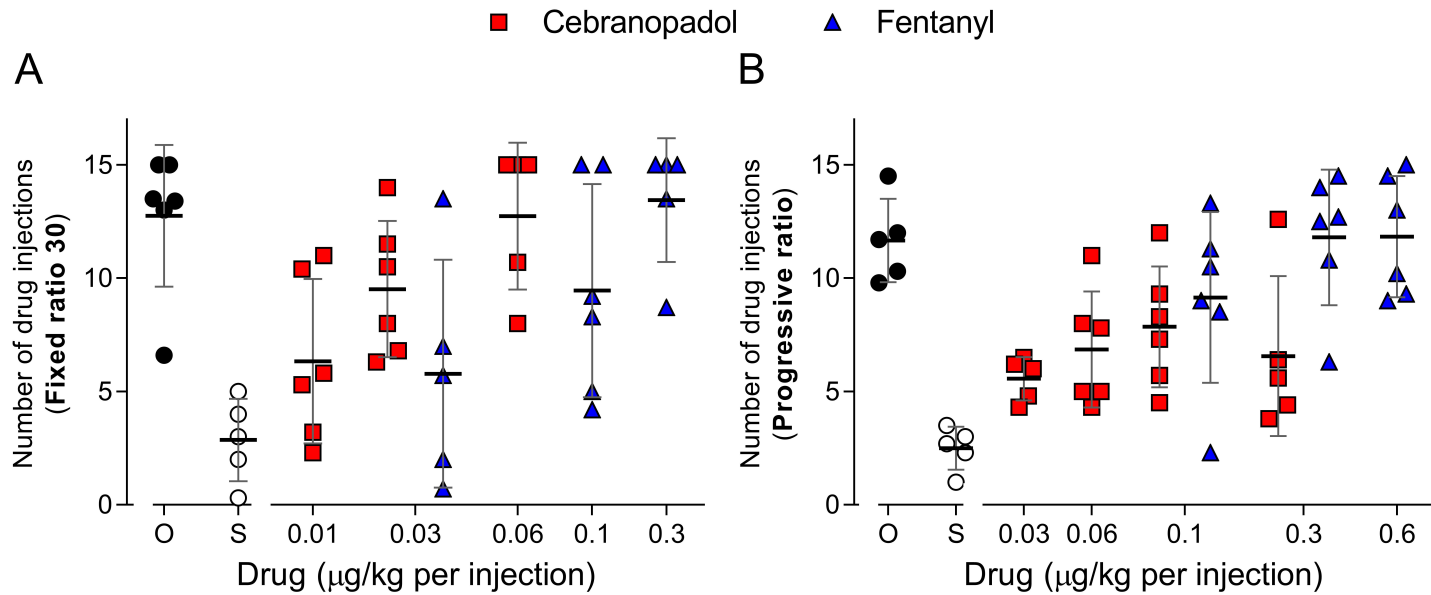 Cebranopadol Fentanyl
A
Number of drug injections
(Fixed ratio 30)
15
10
5
0
O S 0.01 0.03 0.06 0.1 0.3
Drug (μg/kg per injection)
B
Number of drug injections
(Progressive ratio)
15
10
5
0
O S 0.03 0.06 0.1 0.3 0.6
Drug (μg/kg per injection)